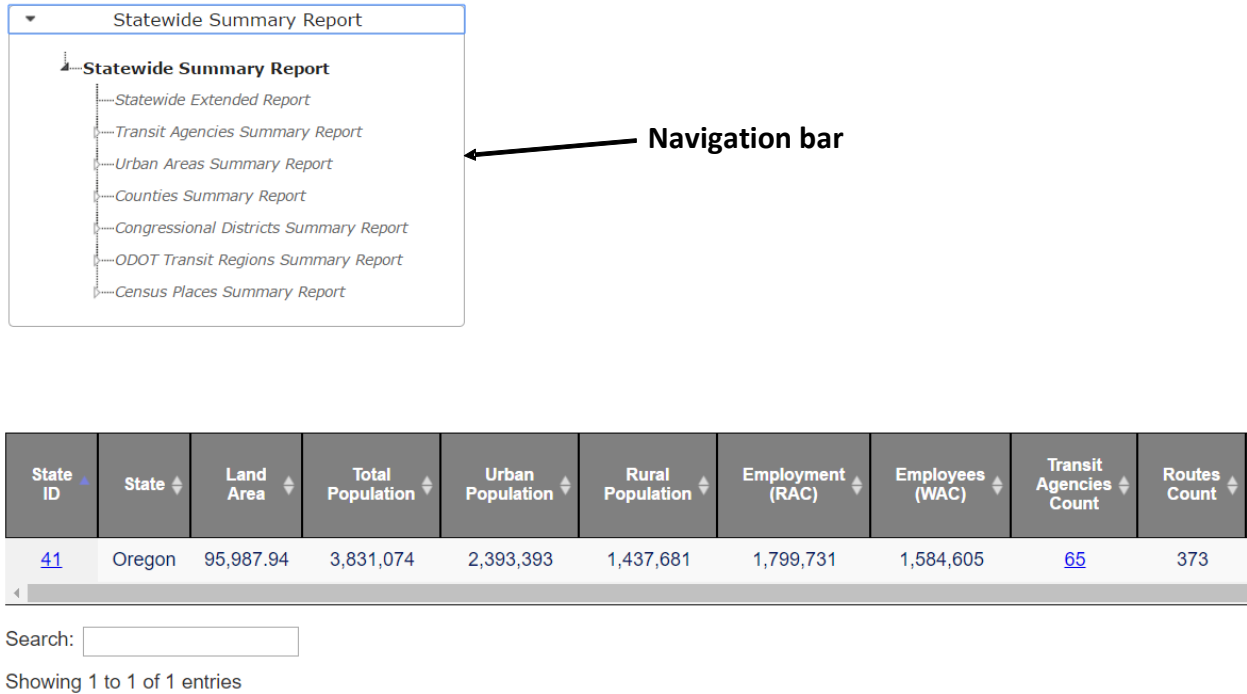 Statewide Summary Report
Statewide Summary Report
Statewide Extended Report
Transit Agencies Summary Report
Urban Areas Summary Report
Counties Summary Report
Congressional Districts Summary Report
ODOT Transit Regions Summary Report
Census Places Summary Report
Navigation bar
State ID State Land Area Total Population Urban Population Rural Population Employment (RAC) Employees (WAC) Transit Agencies Count Routes Count
41 Oregon 95,987.94 3,831,074 2,393,393 1,437,681 1,799,731 1,584,605 65 373
Search:
Showing 1 to 1 of 1 entries